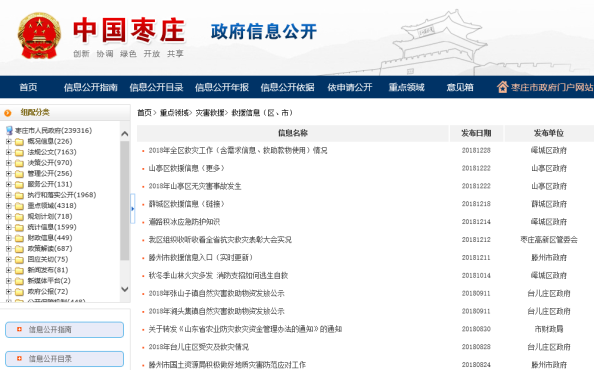 中国枣庄 政府信息公开
创新 协调 绿色 开放 共享
首页 信息公开指南 信息公开目录 信息公开年报 信息公开依据 依申请公开 重点领域 意见箱 枣庄市政府门户网站
组配分类
首页> 重点领域> 灾害救援> 救援信息（区、市）
枣庄市人民政府(239316)
概况信息(226)
法规公文(7163)
决策公开(970)
管理公开(256)
服务公开(131)
执行和落实公开(1968)
重点领域(4318)
规划计划(718)
统计信息(1599)
财政信息(449)
政策解读(687)
回应关切(75)
新闻发布(81)
新媒体平台(2)
政府公报(72)
信息公开指南
信息公开目录
信息名称 发布日期 发布单位
2018年全区救灾工作（含需求信息、救助款物使用）情况 20181228 峄城区政府
山亭区救援信息（更多） 20181222 山亭区政府
2018年山亭区无灾害事故发生 20181222 山亭区政府
薛城区救援信息（链接） 20181218 薛城区政府
道路积冰应急防护知识 20181214 峄城区政府
我区组织收听收看全省抗灾救灾表彰大会实况 20181212 枣庄高新区管委会
滕州市救援信息入口（实时更新） 20181211 滕州市政府
秋冬季山林火灾多发 消防支招如何逃生自救 20181014 峄城区政府
2018年张山子镇自然灾害救助物资发放公示 20180911 台儿庄区政府
2018年涧头集镇自然灾害救助物资发放公示 20180911 台儿庄区政府
关于转发《山东省农业防灾救灾资金管理办法的通知》的通知 20180830 市财政局
2018年台儿庄区受灾及救灾情况 20180828 台儿庄区政府
滕州市国土资源局积极做好地质灾害防范应对工作 20180824 滕州市政府